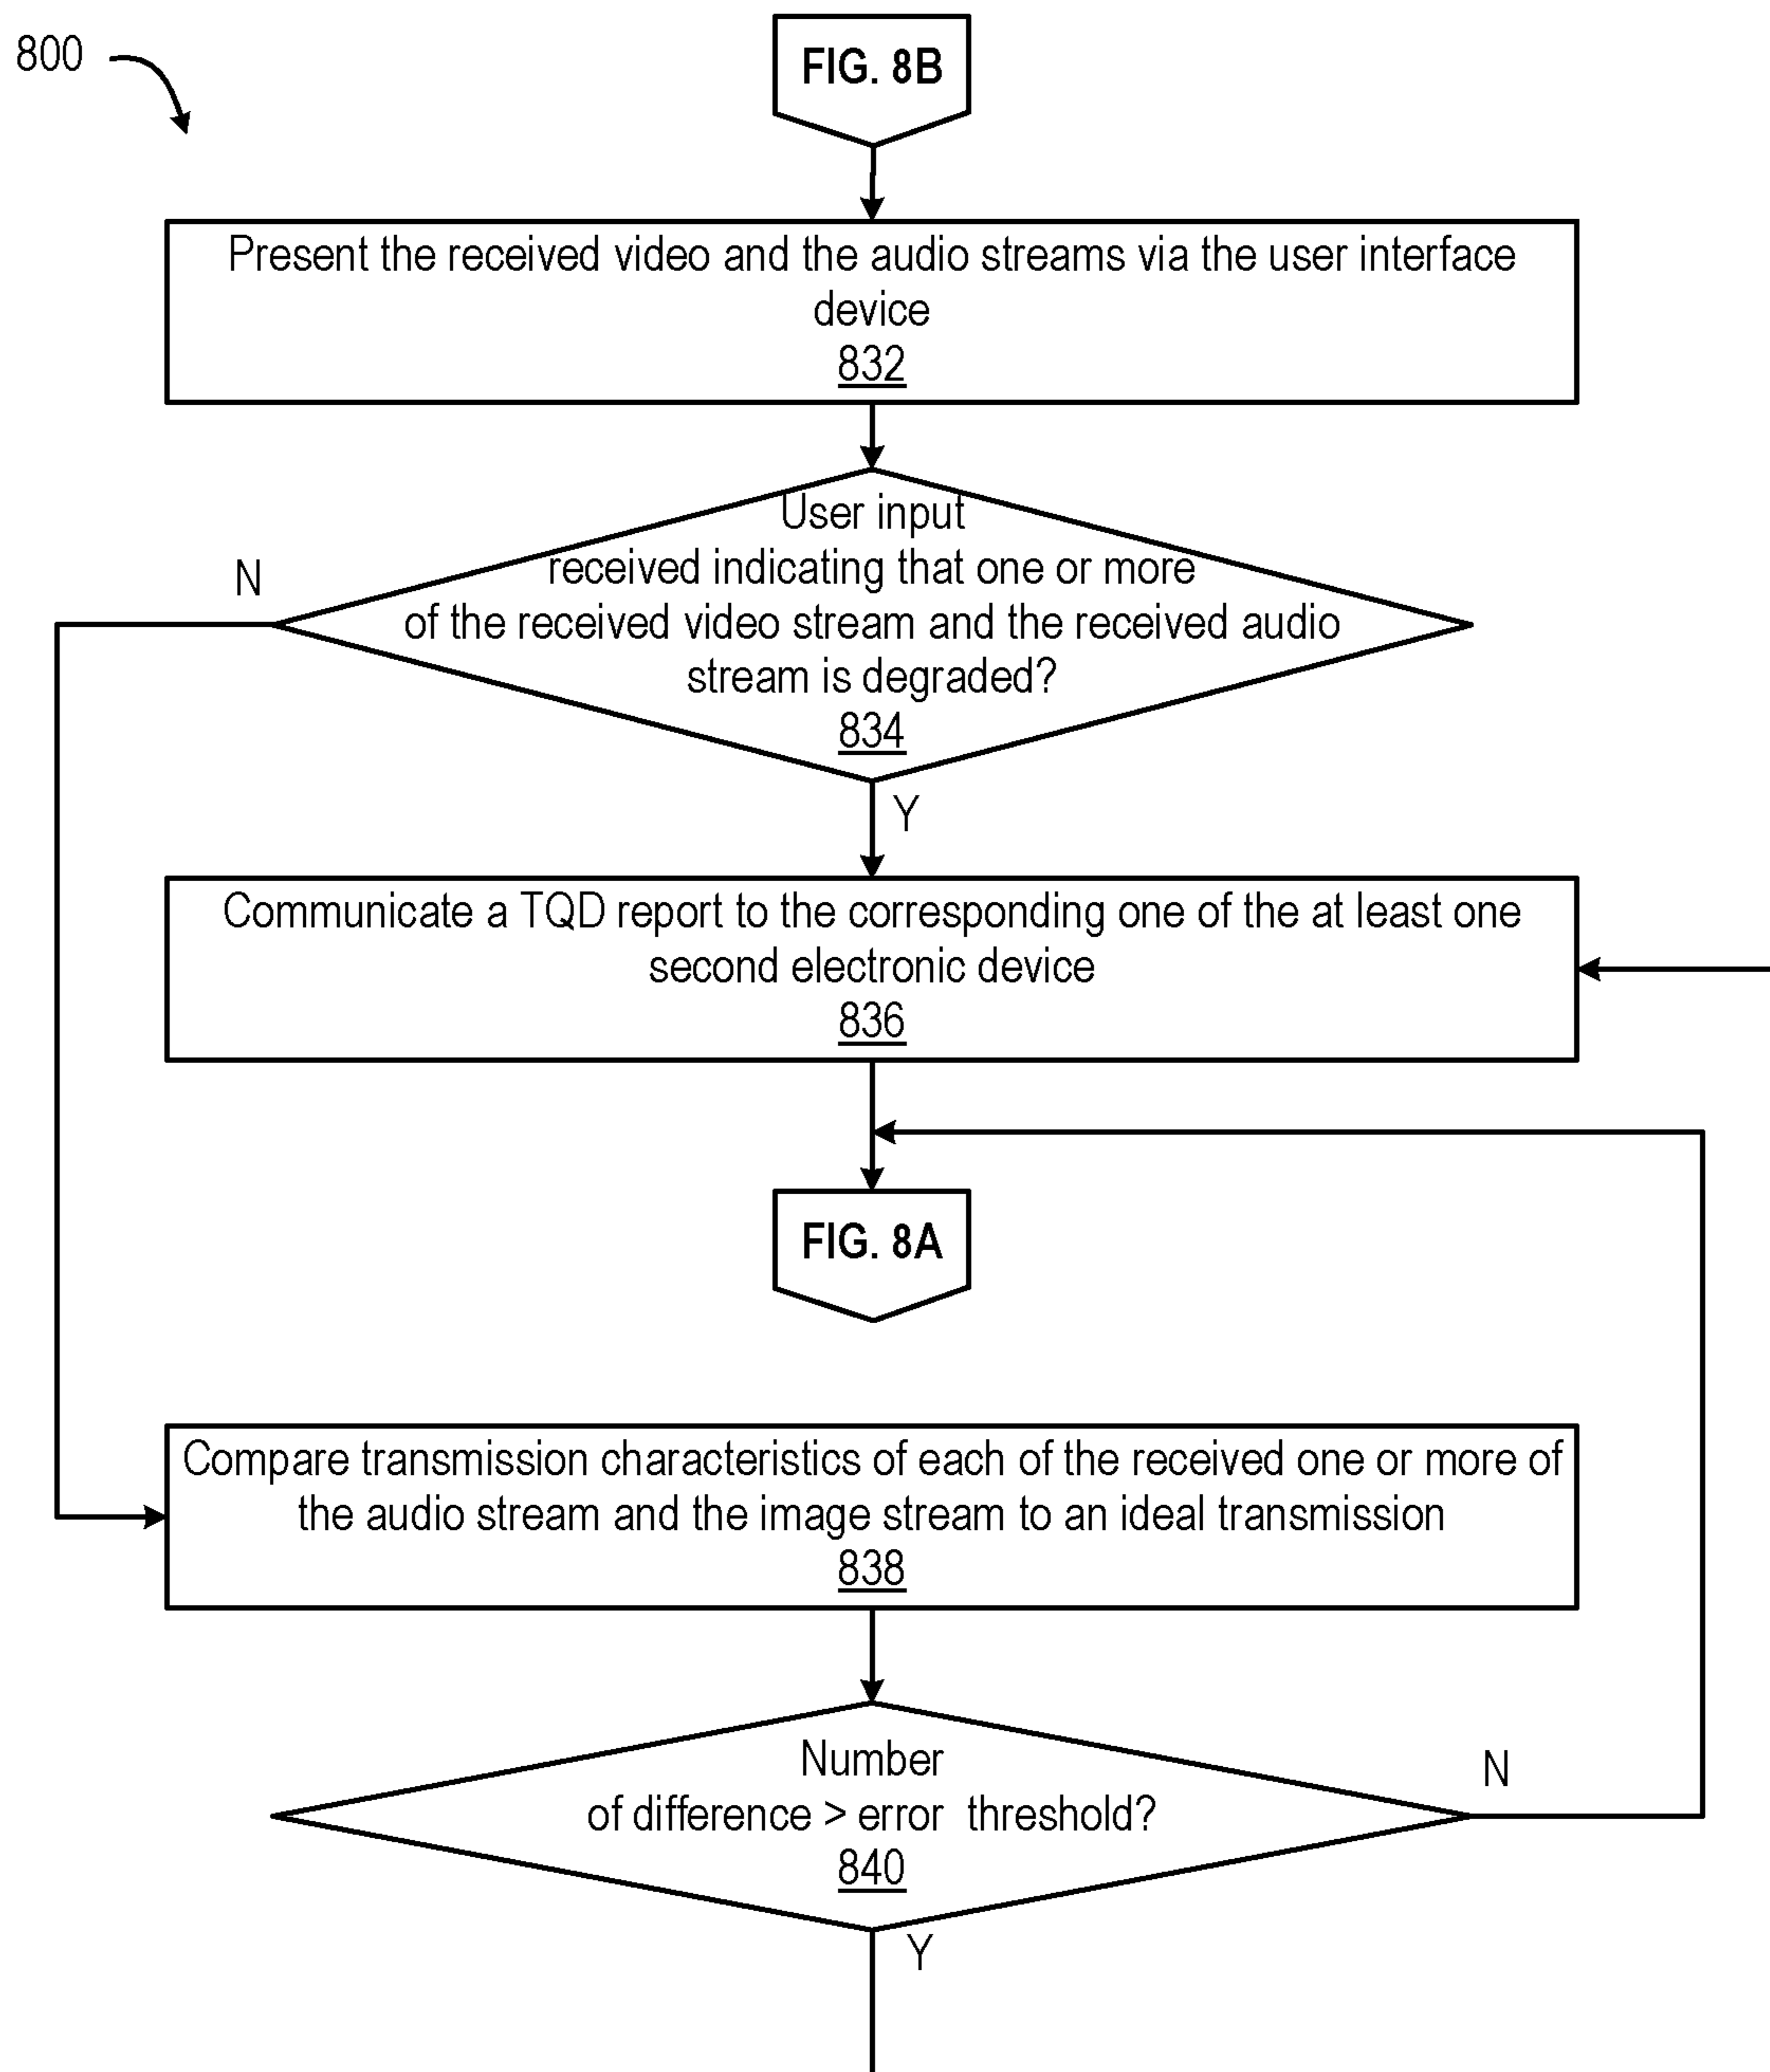 800
FIG. 8B
Present the received video and the audio streams via the user interface
device
832
User input
received indicating that one or more
of the received video stream and the received audio
stream is degraded?
834
N
Y
Communicate a TQD report to the corresponding one of the at least one
second electronic device
836
FIG. 8A
Compare transmission characteristics of each of the received one or more of
the audio stream and the image stream to an ideal transmission
838
Number
of difference > error threshold?
840
N
Y